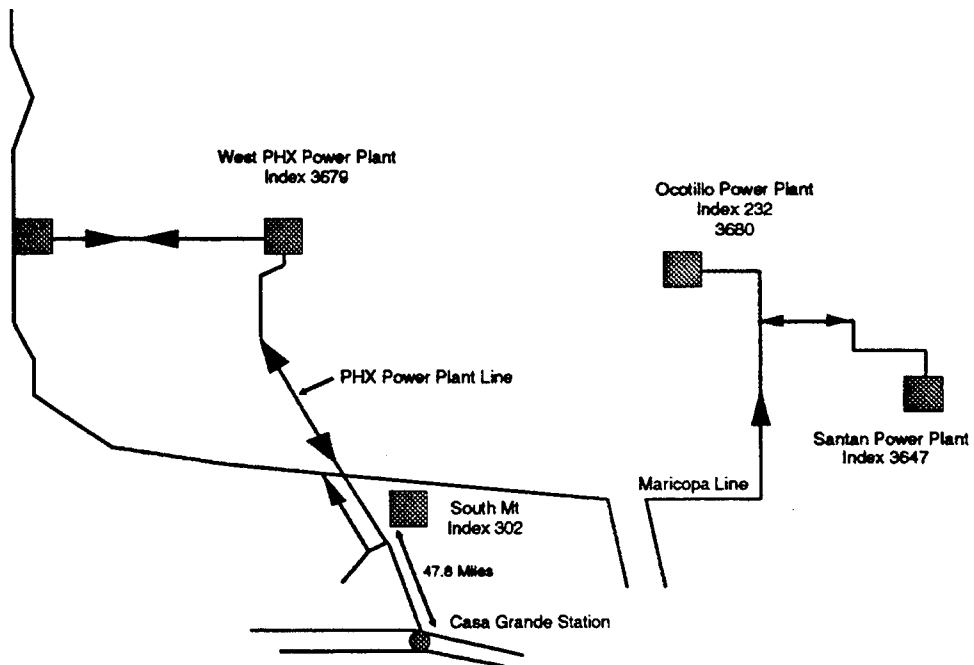 West PHX Power Plant
Index 3679
Ocotillo Power Plant
Index 232
3680
PHX Power Plant Line
Santan Power Plant
Index 3647
Maricopa Line
South Mt
Index 302
47.8 Miles
Casa Grande Station